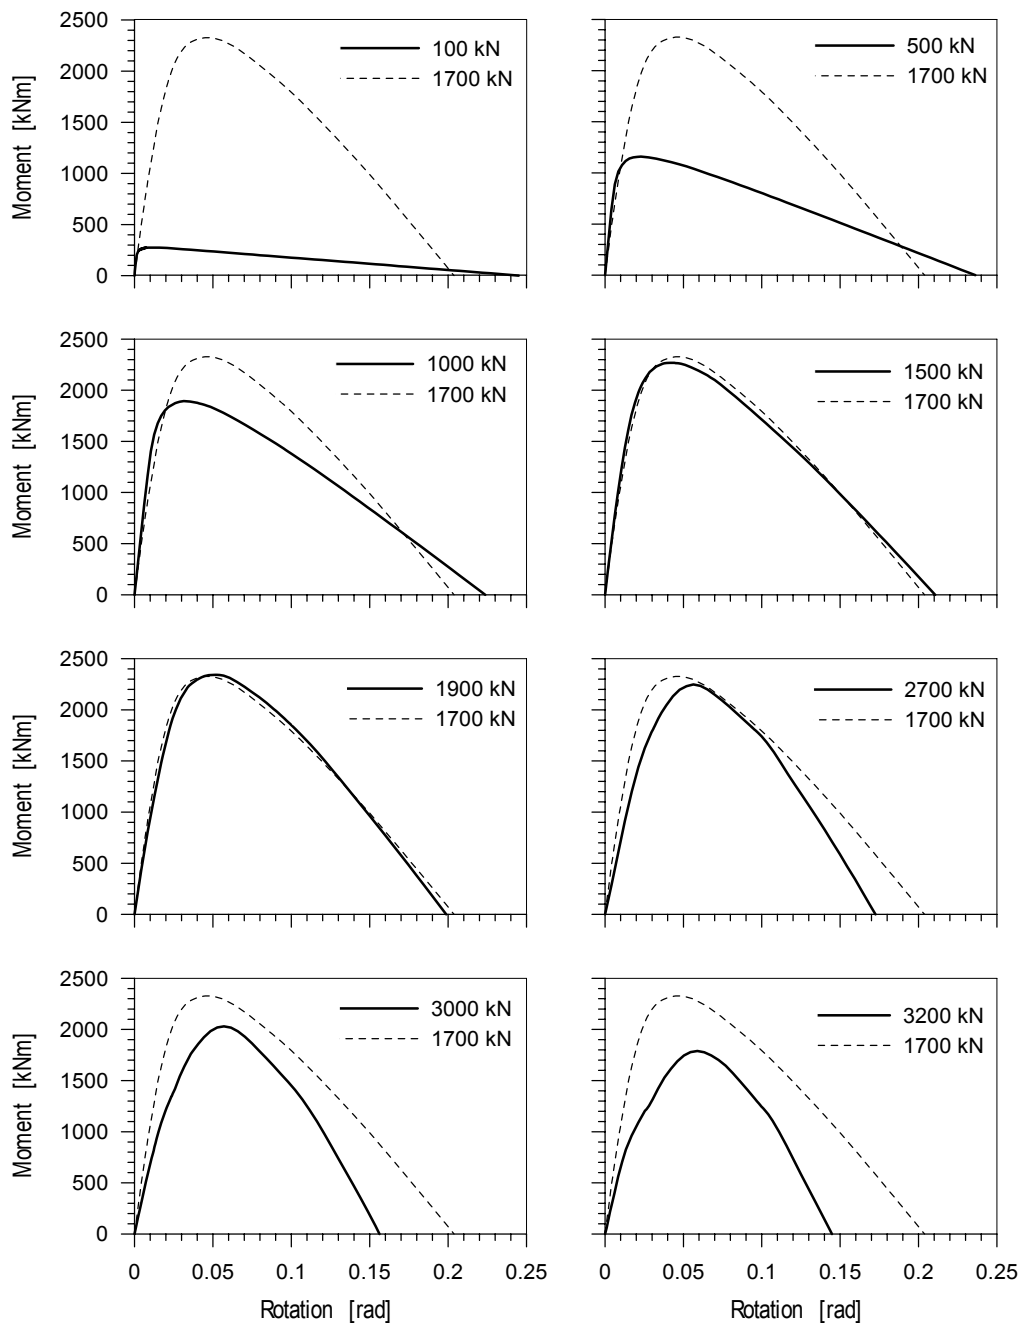 2500
2000
1500
1000
500
0
Moment [kNm]
100 kN
1700 kN
500 kN
1700 kN
2500
2000
1500
1000
500
0
Moment [kNm]
1000 kN
1700 kN
1500 kN
1700 kN
2500
2000
1500
1000
500
0
Moment [kNm]
1900 kN
1700 kN
2700 kN
1700 kN
2500
2000
1500
1000
500
0
Moment [kNm]
3000 kN
1700 kN
3200 kN
1700 kN
0 0.05 0.1 0.15 0.2 0.25
0 0.05 0.1 0.15 0.2 0.25
Rotation [rad]
Rotation [rad]